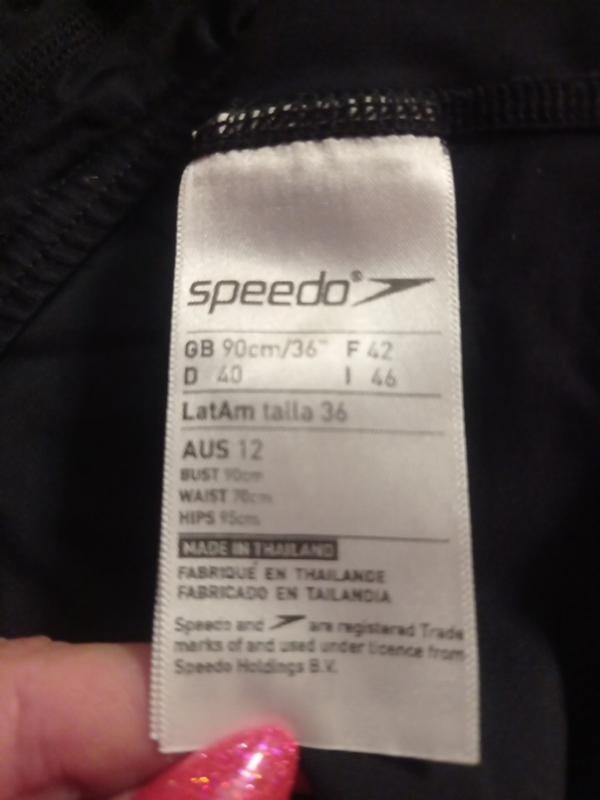 speedo®
GB 90cm/36" F 42
D 40 I 46
LatAm talla 36
AUS 12
BUST 90cm
WAIST 70cm
HIPS 95cm
MADE IN THAILAND
FABRIQUÉ EN THAILANDE
FABRICADO EN TAILANDIA
Speedo and are registered Trade
marks of and used under licence from
Speedo Holdings B.V.